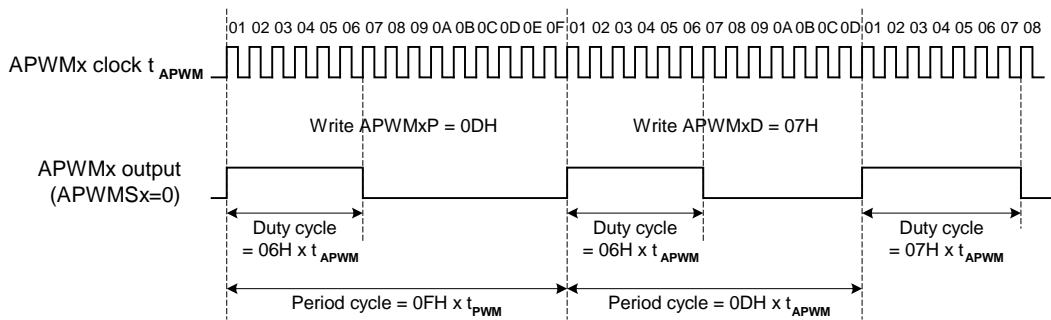 01 02 03 04 05 06 07 08 09 0A 0B 0C 0D 0E 0F 01 02 03 04 05 06 07 08 09 0A 0B 0C 0D 01 02 03 04 05 06 07 08
APWMx clock t APWM
Write APWMxP = 0DH Write APWMxD = 07H
APWMx output
(APWMSx=0)
Duty cycle Duty cycle Duty cycle
= 06H x tAPWM = 06H x tAPWM = 07H x tAPWM
Period cycle = 0FH x tPWM Period cycle = 0DH x tAPWM